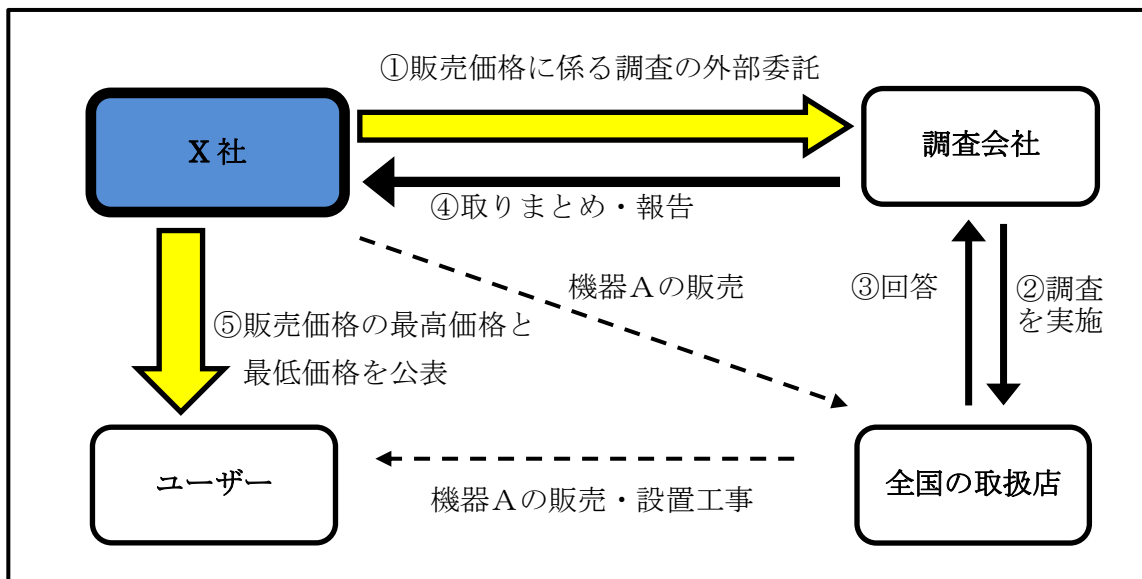 ①販売価格に係る調査の外部委託
X社
調査会社
④取りまとめ・報告
機器Aの販売
③回答
②調査
を実施
⑤販売価格の最高価格と
最低価格を公表
ユーザー
全国の取扱店
機器Aの販売・設置工事